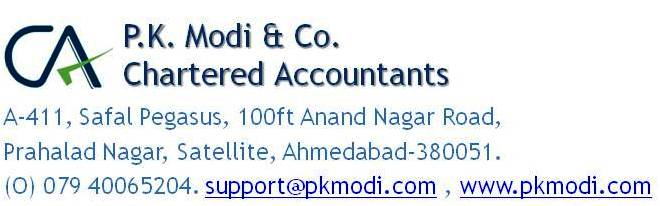 CA P.K. Modi & Co.
Chartered Accountants
A-411, Safal Pegasus, 100ft Anand Nagar Road,
Prahalad Nagar, Satellite, Ahmedabad-380051.
(O) 079 40065204. support@pkmodi.com , www.pkmodi.com